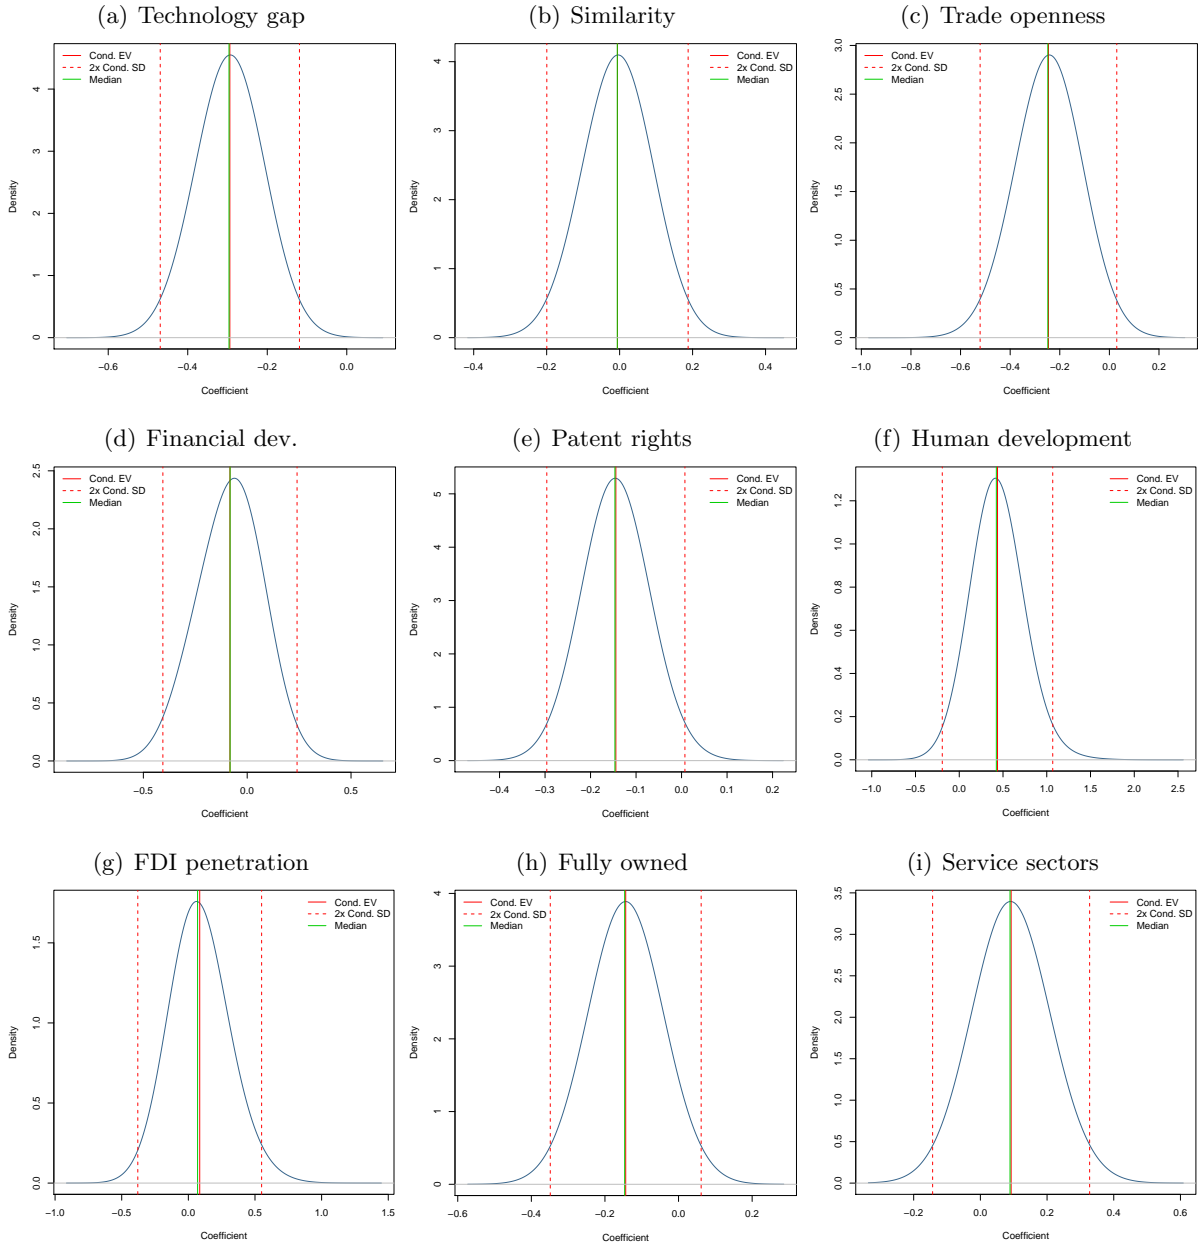 (a) Technology gap
Density
0 1 2 3 4
Cond. EV
2x Cond. SD
Median
−0.6 −0.4 −0.2 0.0
Coefficient
(b) Similarity
Density
0 1 2 3 4
Cond. EV
2x Cond. SD
Median
−0.4 −0.2 0.0 0.2 0.4
Coefficient
(c) Trade openness
Density
0.0 0.5 1.0 1.5 2.0 2.5 3.0
Cond. EV
2x Cond. SD
Median
−1.0 −0.8 −0.6 −0.4 −0.2 0.0 0.2
Coefficient
(d) Financial dev.
Density
0.0 0.5 1.0 1.5 2.0 2.5
Cond. EV
2x Cond. SD
Median
−0.5 0.0 0.5
Coefficient
(e) Patent rights
Density
0 1 2 3 4 5
Cond. EV
2x Cond. SD
Median
−0.4 −0.3 −0.2 −0.1 0.0 0.1 0.2
Coefficient
(f) Human development
Density
0.0 0.2 0.4 0.6 0.8 1.0 1.2
Cond. EV
2x Cond. SD
Median
−1.0 −0.5 0.0 0.5 1.0 1.5 2.0 2.5
Coefficient
(g) FDI penetration
Density
0.0 0.5 1.0 1.5
Cond. EV
2x Cond. SD
Median
−1.0 −0.5 0.0 0.5 1.0 1.5
Coefficient
(h) Fully owned
Density
0 1 2 3 4
Cond. EV
2x Cond. SD
Median
−0.6 −0.4 −0.2 0.0 0.2
Coefficient
(i) Service sectors
Density
0.0 0.5 1.0 1.5 2.0 2.5 3.0 3.5
Cond. EV
2x Cond. SD
Median
−0.2 0.0 0.2 0.4 0.6
Coefficient